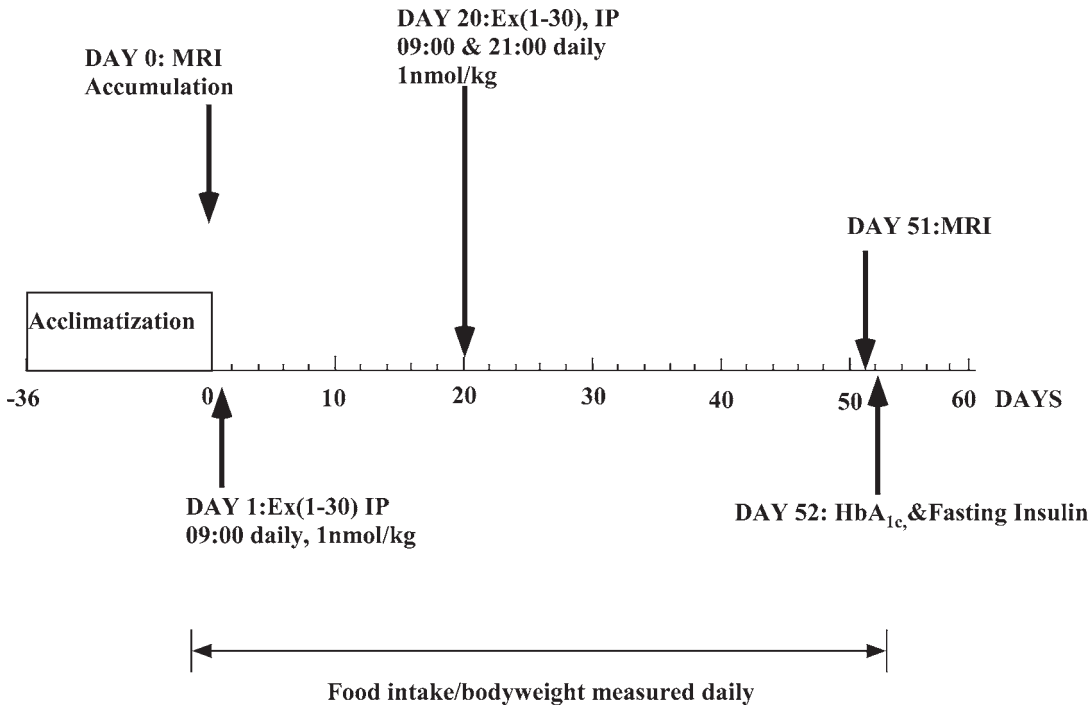 DAY 20:Ex(1-30), IP
09:00 & 21:00 daily
1nmol/kg
DAY 0: MRI
Accumulation
DAY 51:MRI
Acclimatization
-36 0 10 20 30 40 50 60 DAYS
DAY 1:Ex(1-30) IP
09:00 daily, 1nmol/kg
DAY 52: HbA1c,&Fasting Insulin
Food intake/bodyweight measured daily